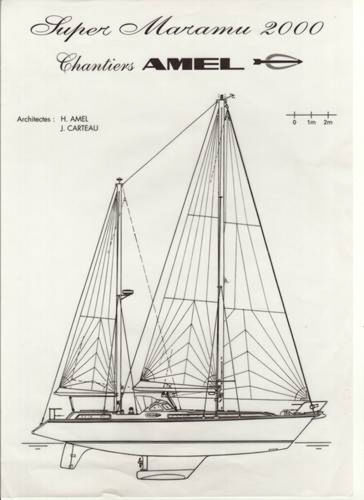 Super Maramu 2000
Chantiers AMEL
Architectes : H. AMEL
J. CARTEAU
0 1m 2m